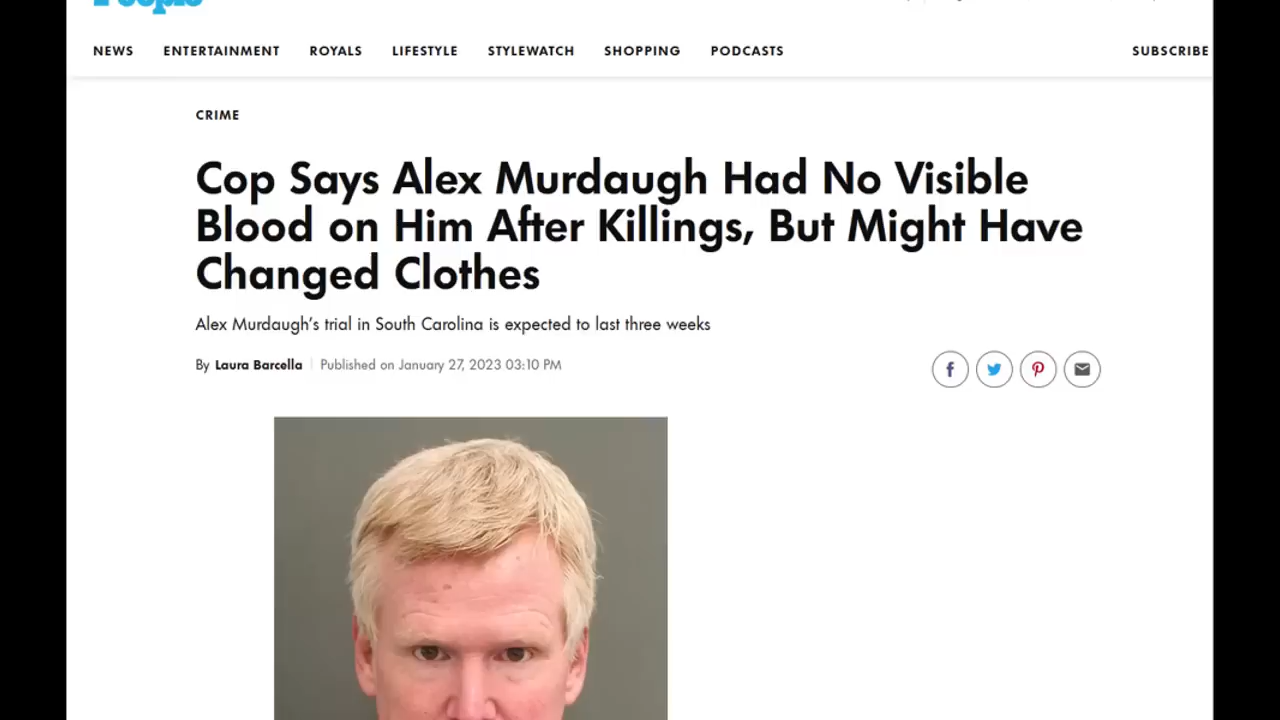 People
NEWS ENTERTAINMENT ROYALS LIFESTYLE STYLEWATCH SHOPPING PODCASTS SUBSCRIBE
CRIME
Cop Says Alex Murdaugh Had No Visible
Blood on Him After Killings, But Might Have
Changed Clothes
Alex Murdaugh's trial in South Carolina is expected to last three weeks
By Laura Barcella Published on January 27, 2023 03:10 PM